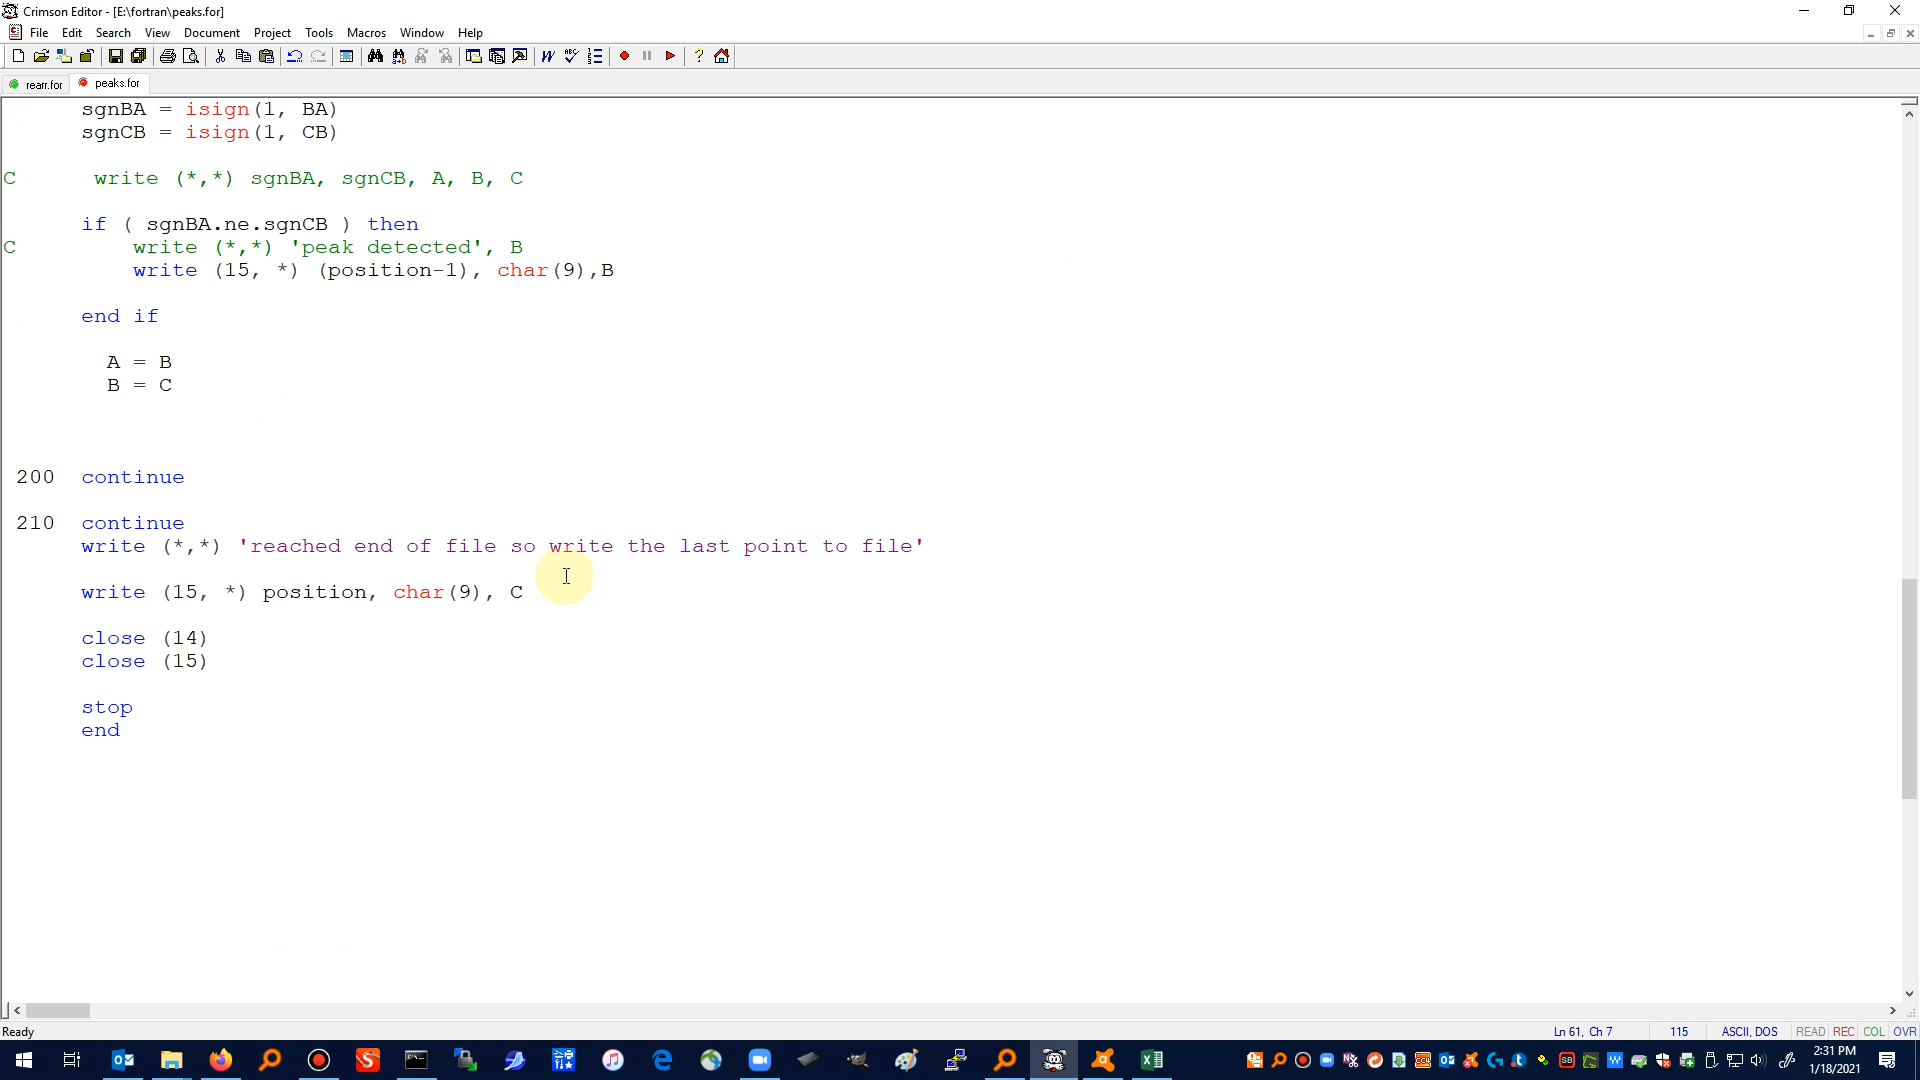 Crimson Editor - [E:\fortran\peaks.for]
File Edit Search View Document Project Tools Macros Window Help
rearr.for peaks.for
sgnBA = isign(1, BA)
sgnCB = isign(1, CB)
C write (*,*) sgnBA, sgnCB, A, B, C
if ( sgnBA.ne.sgnCB ) then
C write (*,*) 'peak detected', B
write (15, *) (position-1), char(9),B
end if
A = B
B = C
200 continue
210 continue
write (*,*) 'reached end of file so write the last point to file'
write (15, *) position, char(9), C
close (14)
close (15)
stop
end
Ready Ln 61, Ch 7 115 ASCII, DOS READ REC COL OVR
2:31 PM
1/18/2021